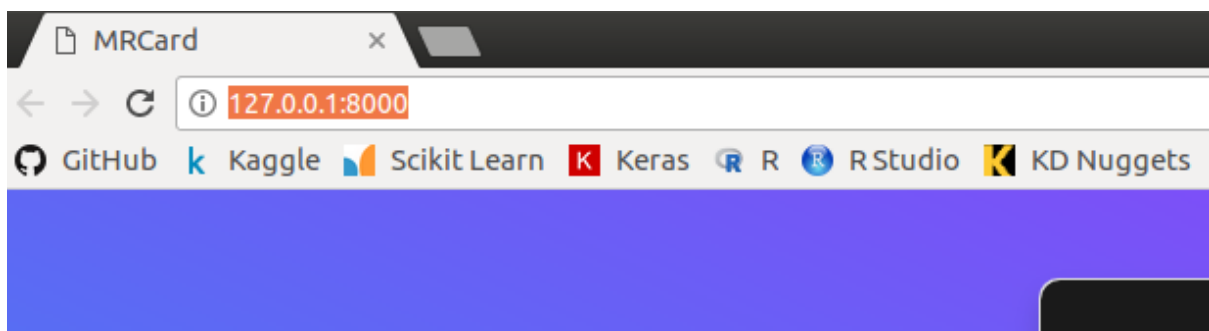 MRCard
127.0.0.1:8000
GitHub k Kaggle Scikit Learn K Keras R R R R Studio KD Nuggets